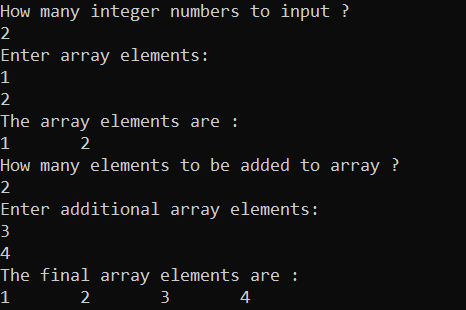 How many integer numbers to input ?
2
Enter array elements:
1
2
The array elements are :
1       2
How many elements to be added to array ?
2
Enter additional array elements:
3
4
The final array elements are :
1       2       3       4